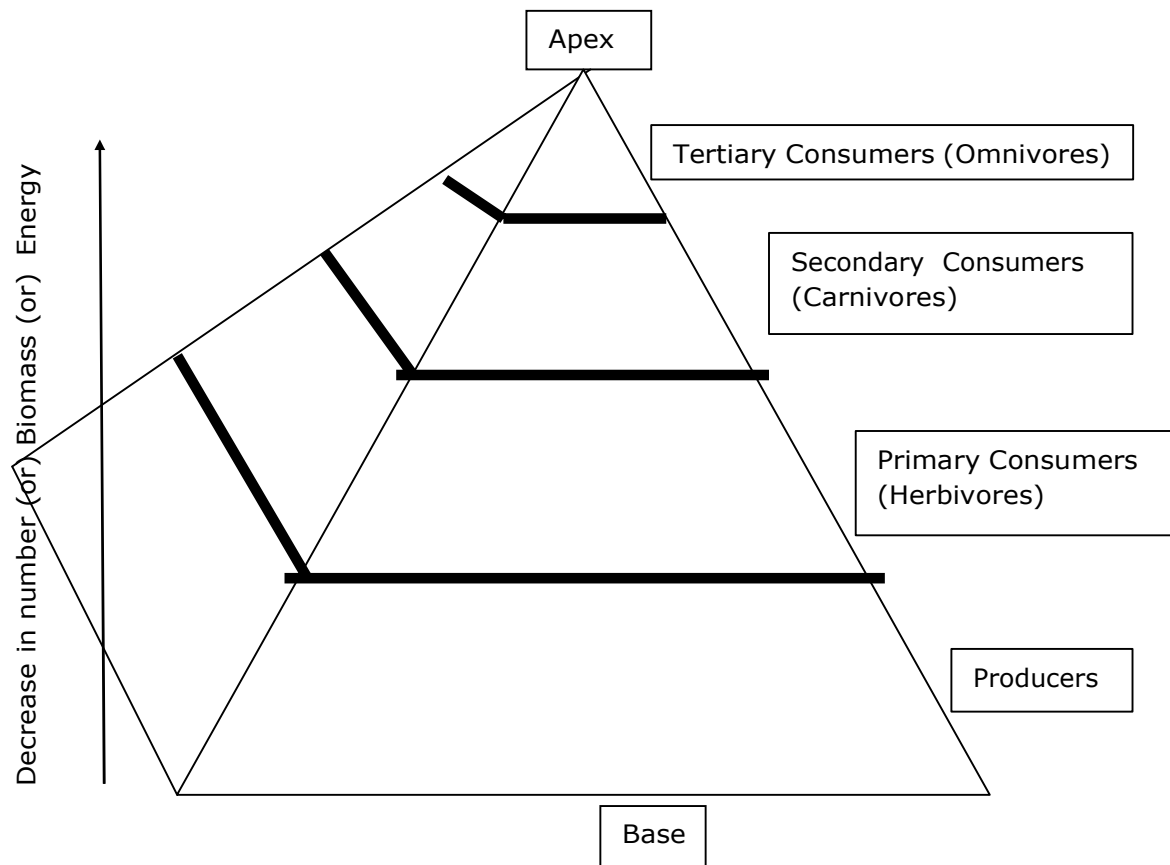 Apex
Tertiary Consumers (Omnivores)
Secondary Consumers
(Carnivores)
Primary Consumers
(Herbivores)
Producers
Base
Decrease in number (or) Biomass (or) Energy